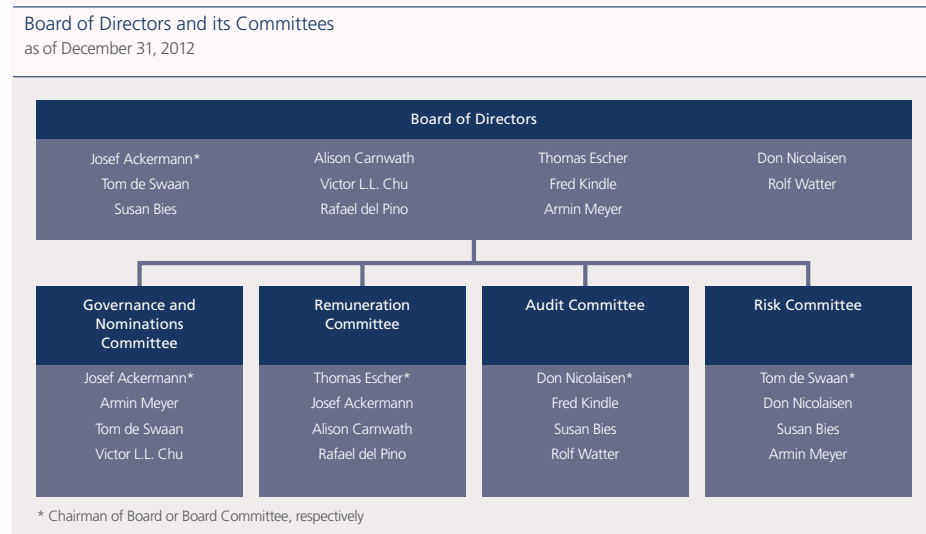 Board of Directors and its Committees
as of December 31, 2012
Board of Directors
Josef Ackermann*
Tom de Swaan
Susan Bies
Alison Carnwath
Victor L.L. Chu
Rafael del Pino
Thomas Escher
Fred Kindle
Armin Meyer
Don Nicolaisen
Rolf Watter
Governance and
Nominations
Committee
Josef Ackermann*
Armin Meyer
Tom de Swaan
Victor L.L. Chu
Remuneration
Committee
Thomas Escher*
Josef Ackermann
Alison Carnwath
Rafael del Pino
Audit Committee
Don Nicolaisen*
Fred Kindle
Susan Bies
Rolf Watter
Risk Committee
Tom de Swaan*
Don Nicolaisen
Susan Bies
Armin Meyer
* Chairman of Board or Board Committee, respectively